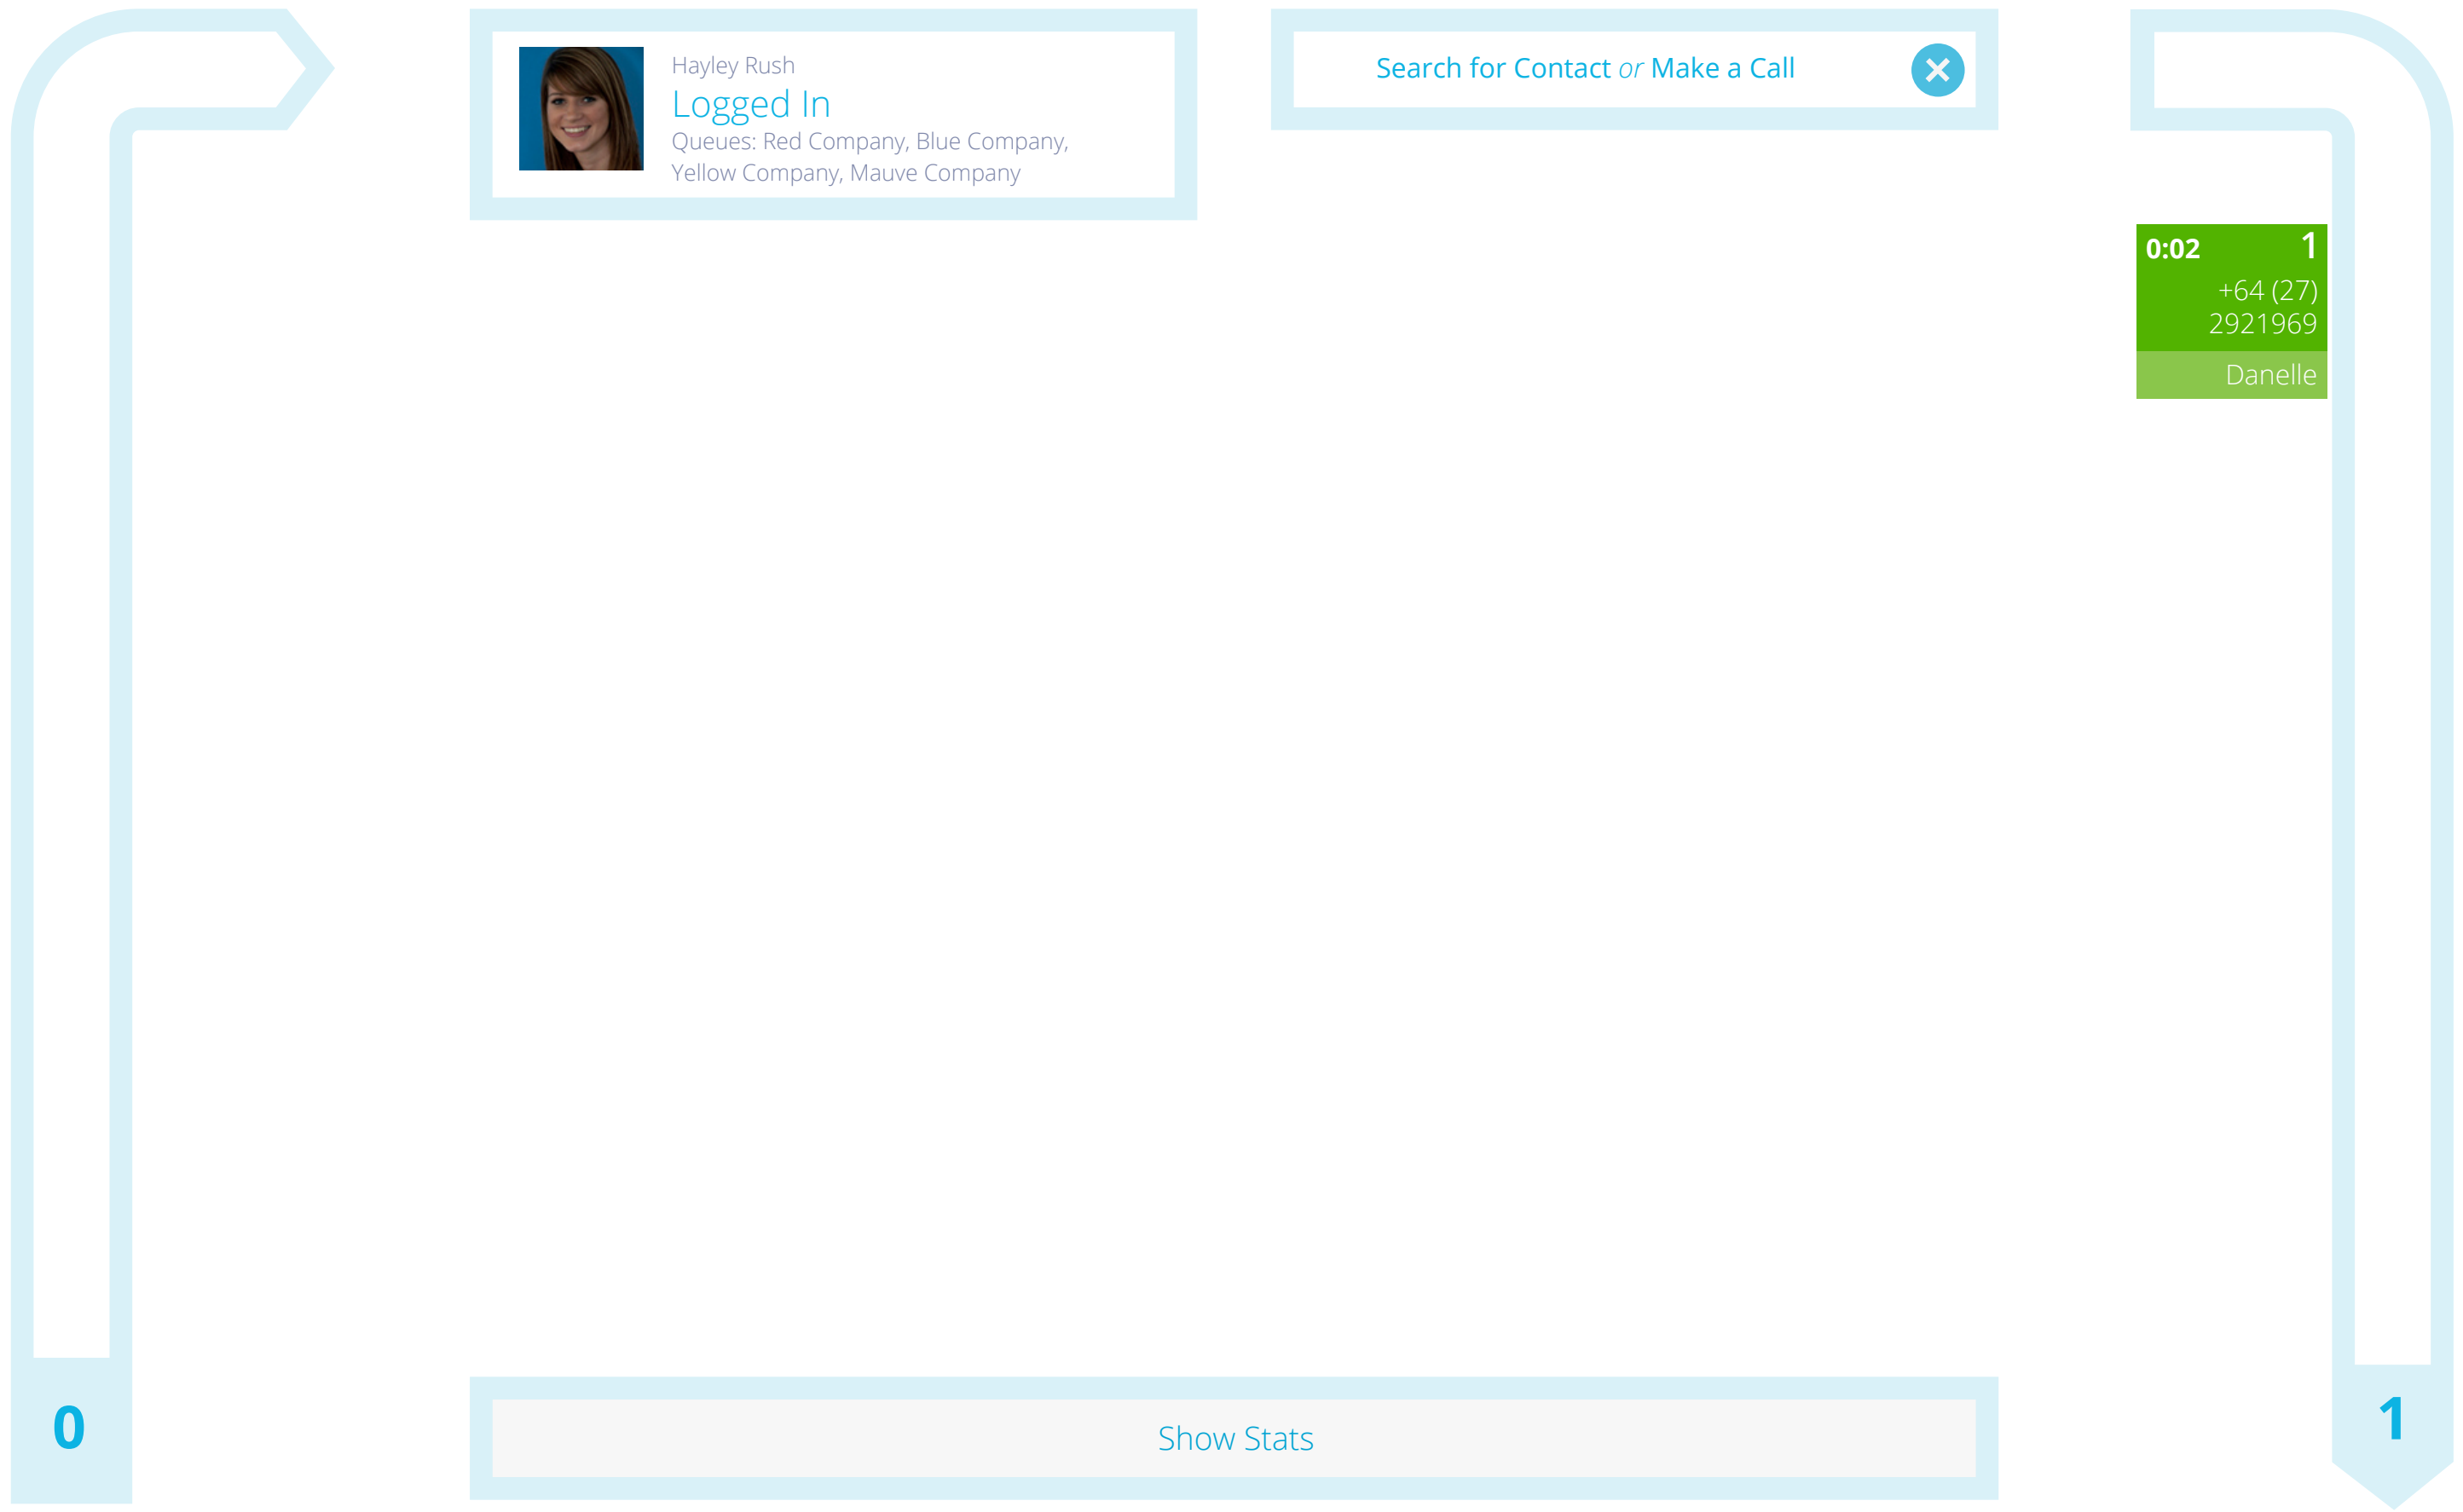 Hayley Rush
Logged In
Queues: Red Company, Blue Company,
Yellow Company, Mauve Company
Search for Contact or Make a Call
0:02 1
+64 (27)
2921969
Danelle
0
Show Stats
1